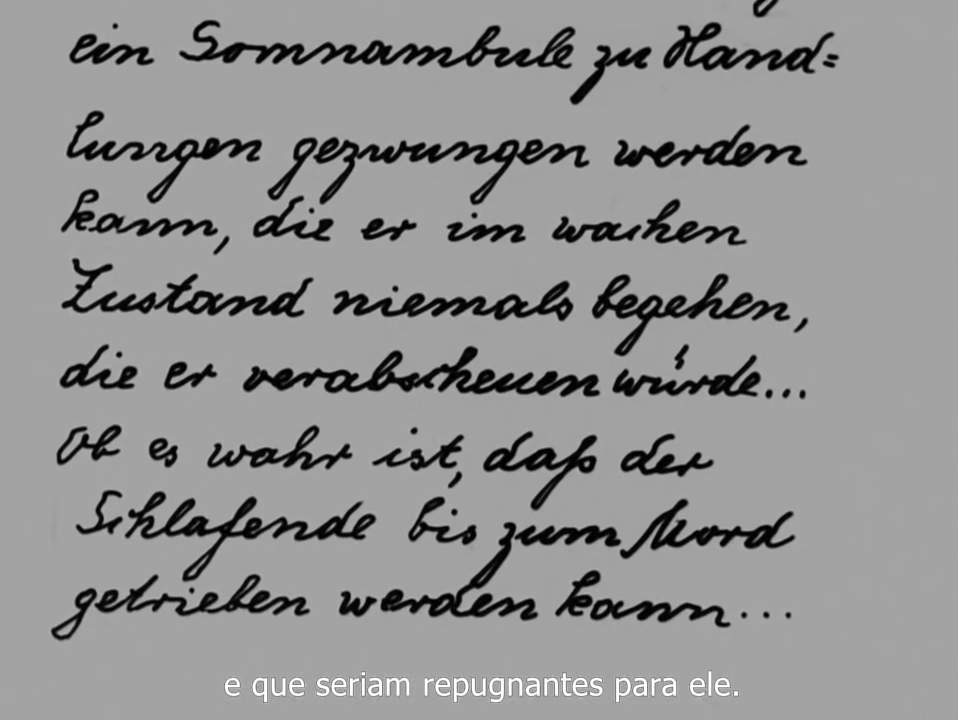 ein Somnambule zu Hand=
lungen gezwungen werden
kann, die er im wachen
Zustand niemals begehen,
die er verabscheuen würde...
Ob es wahr ist, daß der
Schlafende bis zum Mord
getrieben werden kann...
e que seriam repugnantes para ele.